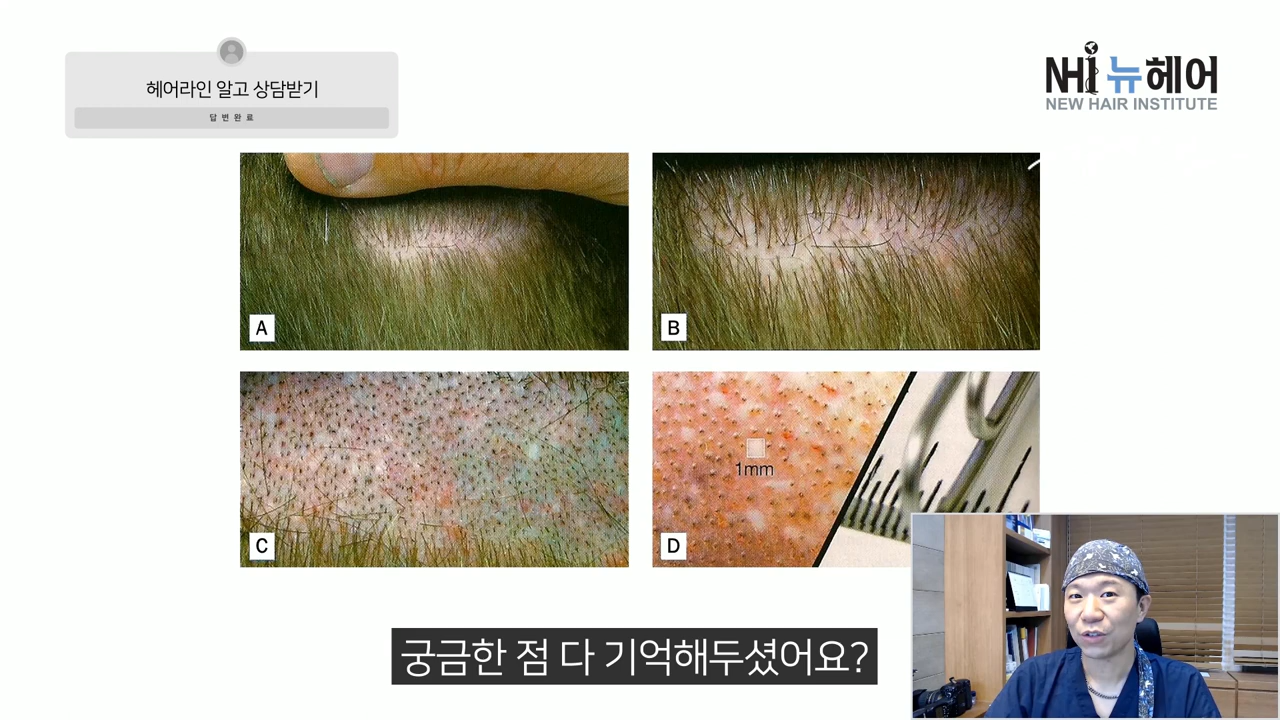 헤어라인 알고 상담받기
답변완료
NHI 뉴헤어
NEW HAIR INSTITUTE
A
B
C
1mm
D
궁금한 점 다 기억해두셨어요?